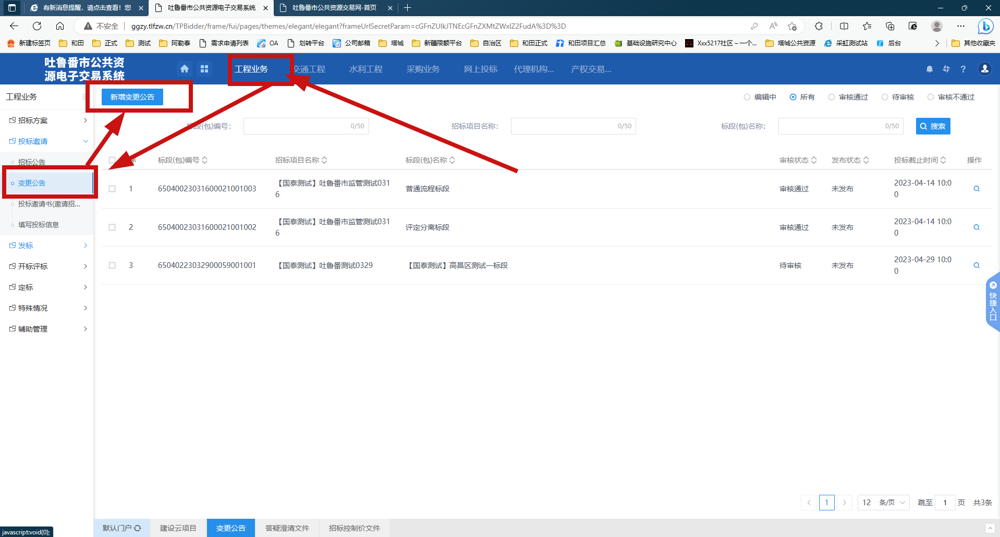 有新消息提醒，请点击查看！您
吐鲁番市公共资源电子交易系统
吐鲁番市公共资源交易网-首页
不安全
ggzy.tlfzw.cn/TPBidder/frame/fui/pages/themes/elegant/elegant?frameUrlSecretParam=cGFnZUlkJTNEcGFnZXMtZWxlZ2FudA%3D%3D
新建标签页 和田 正式 测试 阿勒泰 需求申请列表 OA 划转平台 公司邮箱 塔城 新疆限额平台 自治区 和田正式 和田项目汇总 基础设施研究中心 Xxx5217社区 – 一个... 塔城公共资源 采虹测试站 后台 其他收藏夹
吐鲁番市公共资
源电子交易系统
工程业务 交通工程 水利工程 采购业务 网上投标 代理机构... 产权交易...
工程业务
新增变更公告
编辑中 所有 审核通过 待审核 审核不通过
招标方案
标段(包)编号： 0/50 招标项目名称： 0/50 标段(包)名称： 0/50 搜索
投标邀请
招标公告
序 标段(包)编号 招标项目名称 标段(包)名称 审核状态 发布状态 投标截止时间 操作
变更公告
投标邀请书(邀请招...
填写投标信息
发标
开标评标
定标
特殊情况
辅助管理
1 65040023031600021001003 【国泰测试】吐鲁番市监管测试031
6 普通流程标段 审核通过 未发布 2023-04-14 10:0
0
2 65040023031600021001002 【国泰测试】吐鲁番市监管测试031
6 评定分离标段 审核通过 未发布 2023-04-14 10:0
0
3 65040223032900059001001 【国泰测试】吐鲁番测试0329 【国泰测试】高昌区测试一标段 待审核 未发布 2023-04-29 10:0
0
快捷入口
1 12 条/页 跳至 1 页 共3条
默认门户 建设云项目 变更公告 答疑澄清文件 招标控制价文件
javascript:void(0);